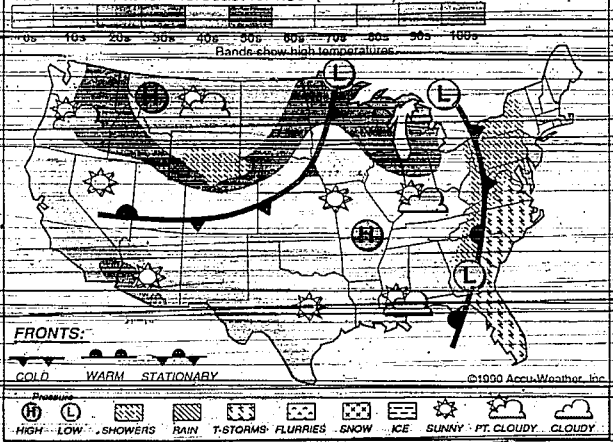 0s 10s 20s 30s 40s 50s 60s 70s 80s 90s 100s
Bands show high temperatures
L
L
H
H
L
FRONTS:
COLD WARM STATIONARY
©1990 Accu-Weather, Inc.
Pressure
H L
HIGH LOW SHOWERS RAIN T-STORMS FLURRIES SNOW ICE SUNNY PT. CLOUDY CLOUDY